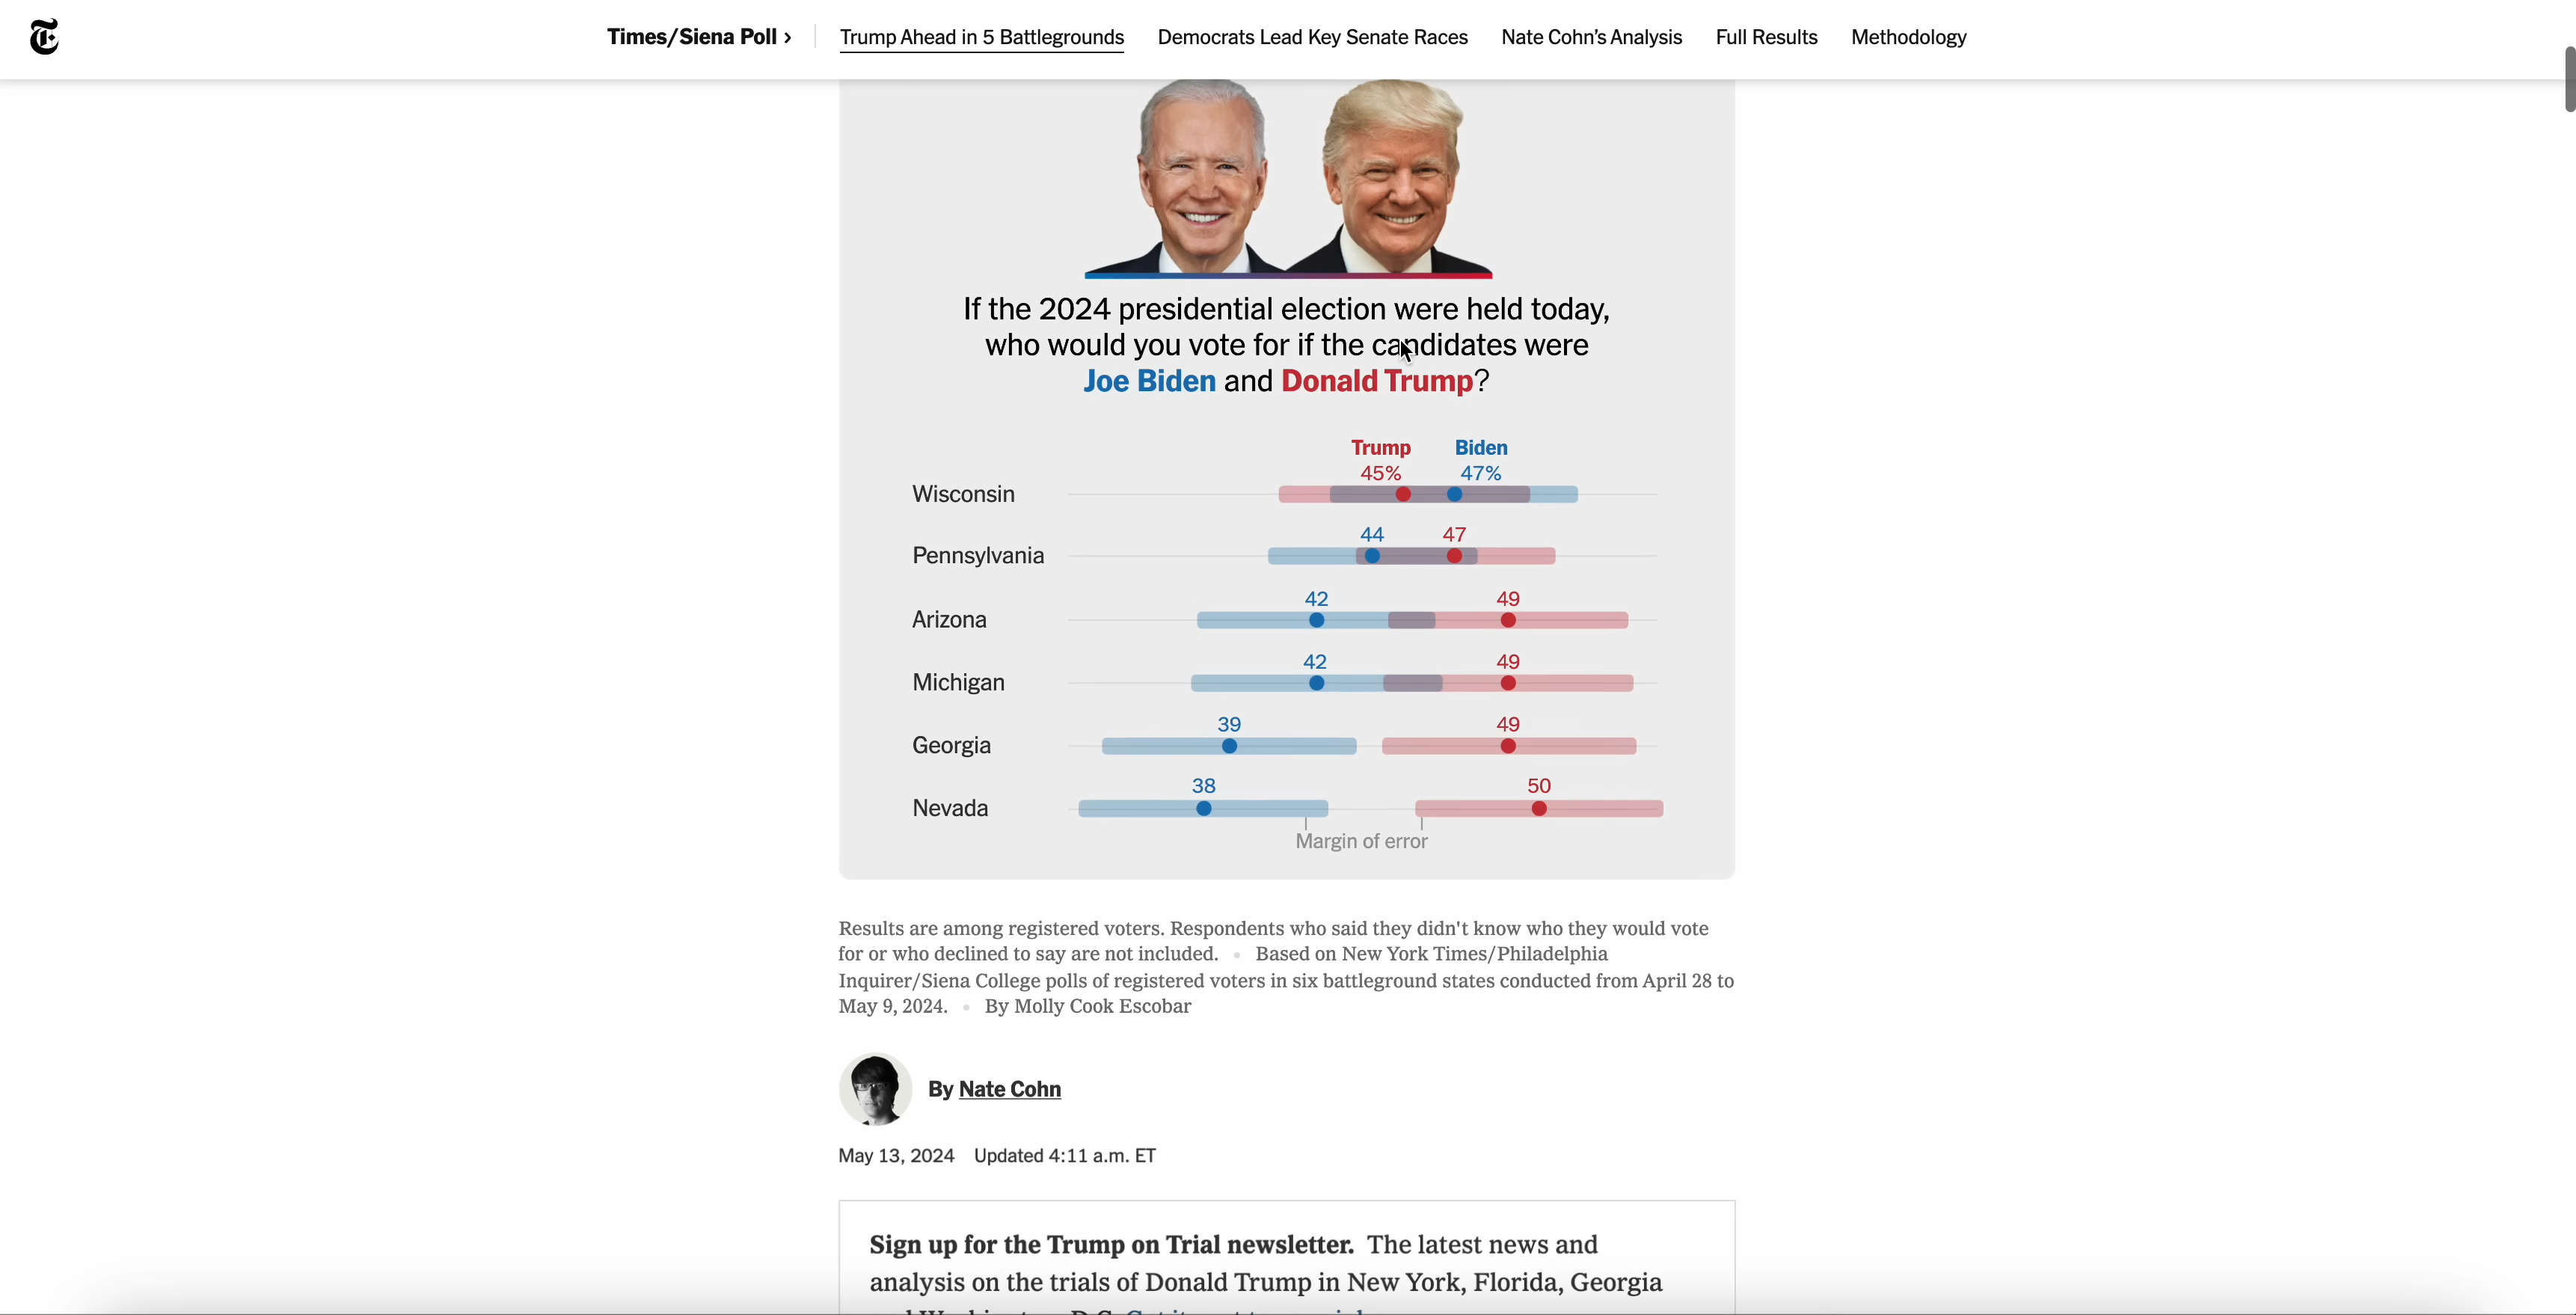 Times/Siena Poll › Trump Ahead in 5 Battlegrounds Democrats Lead Key Senate Races Nate Cohn's Analysis Full Results Methodology
If the 2024 presidential election were held today,
who would you vote for if the candidates were
Joe Biden and Donald Trump?
Trump Biden
45% 47%
Wisconsin
44 47
Pennsylvania
42 49
Arizona
42 49
Michigan
39 49
Georgia
38 50
Nevada
Margin of error
Results are among registered voters. Respondents who said they didn't know who they would vote
for or who declined to say are not included. • Based on New York Times/Philadelphia
Inquirer/Siena College polls of registered voters in six battleground states conducted from April 28 to
May 9, 2024. • By Molly Cook Escobar
By Nate Cohn
May 13, 2024 Updated 4:11 a.m. ET
Sign up for the Trump on Trial newsletter. The latest news and
analysis on the trials of Donald Trump in New York, Florida, Georgia